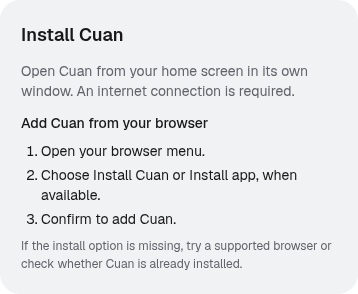 Install Cuan
Open Cuan from your home screen in its own
window. An internet connection is required.
Add Cuan from your browser
1. Open your browser menu.
2. Choose Install Cuan or Install app, when
available.
3. Confirm to add Cuan.
If the install option is missing, try a supported browser or
check whether Cuan is already installed.